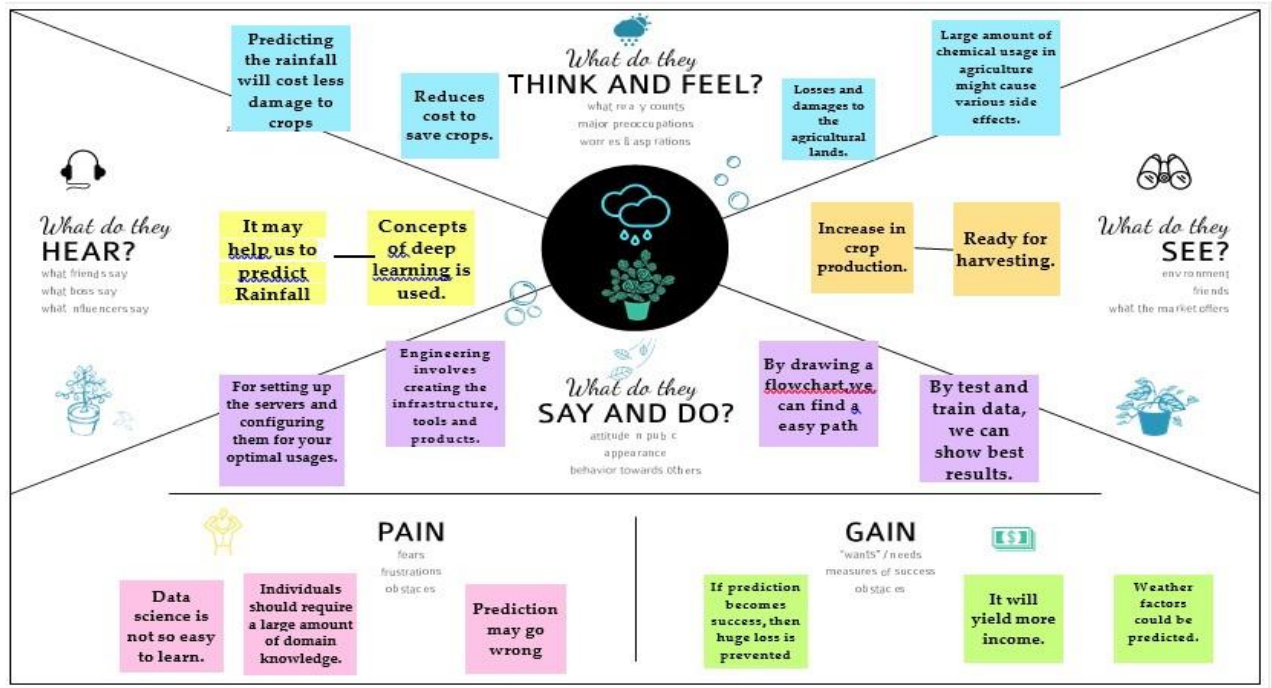 Predicting
the rainfall
will cost less
damage to
crops
Reduces
cost to
save crops.
What do they
THINK AND FEEL?
what really counts
major preoccupations
worries & aspirations
Losses and
damages to
the
agricultural
lands.
Large amount of
chemical usage in
agriculture
might cause
various side
effects.
What do they
HEAR?
what friends say
what boss say
what influencers say
It may
help us to
predict
Rainfall
Concepts
of deep
learning is
used.
Increase in
crop
production.
Ready for
harvesting.
What do they
SEE?
environment
friends
what the market offers
For setting up
the servers and
configuring
them for your
optimal usages.
Engineering
involves
creating the
infrastructure,
tools and
products.
What do they
SAY AND DO?
attitude in public
appearance
behavior towards others
By drawing a
flowchart,we
can find a
easy path
By test and
train data,
we can
show best
results.
PAIN
fears
frustrations
obstacles
Data
science is
not so easy
to learn.
Individuals
should require
a large amount
of domain
knowledge.
Prediction
may go
wrong
GAIN
"wants" / needs
measures of success
obstacles
If prediction
becomes
success, then
huge loss is
prevented
It will
yield more
income.
Weather
factors
could be
predicted.